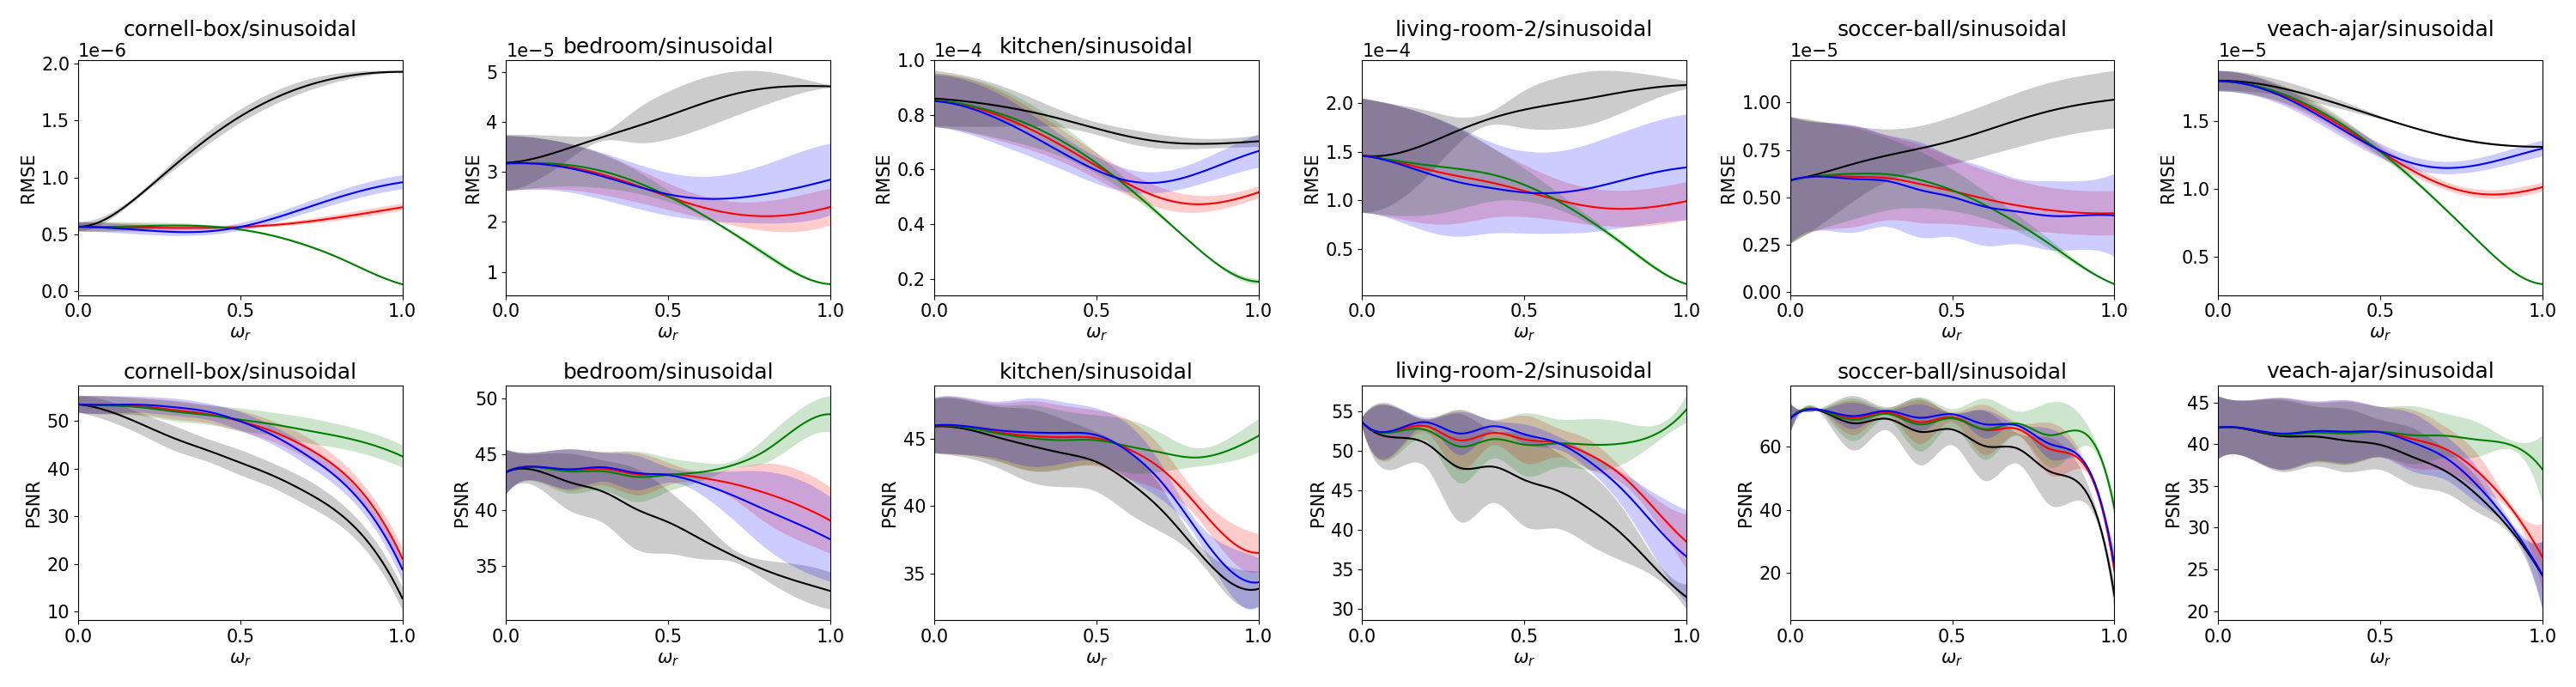 cornell-box/sinusoidal
1e−6
RMSE
2.0
1.5
1.0
0.5
0.0
0.0 0.5 1.0
ωr
bedroom/sinusoidal
1e−5
RMSE
5
4
3
2
1
0.0 0.5 1.0
ωr
kitchen/sinusoidal
1e−4
RMSE
1.0
0.8
0.6
0.4
0.2
0.0 0.5 1.0
ωr
living-room-2/sinusoidal
1e−4
RMSE
2.0
1.5
1.0
0.5
0.0 0.5 1.0
ωr
soccer-ball/sinusoidal
1e−5
RMSE
1.00
0.75
0.50
0.25
0.00
0.0 0.5 1.0
ωr
veach-ajar/sinusoidal
1e−5
RMSE
1.5
1.0
0.5
0.0 0.5 1.0
ωr
cornell-box/sinusoidal
PSNR
50
40
30
20
10
0.0 0.5 1.0
ωr
bedroom/sinusoidal
PSNR
50
45
40
35
0.0 0.5 1.0
ωr
kitchen/sinusoidal
PSNR
45
40
35
0.0 0.5 1.0
ωr
living-room-2/sinusoidal
PSNR
55
50
45
40
35
30
0.0 0.5 1.0
ωr
soccer-ball/sinusoidal
PSNR
60
40
20
0.0 0.5 1.0
ωr
veach-ajar/sinusoidal
PSNR
45
40
35
30
25
20
0.0 0.5 1.0
ωr